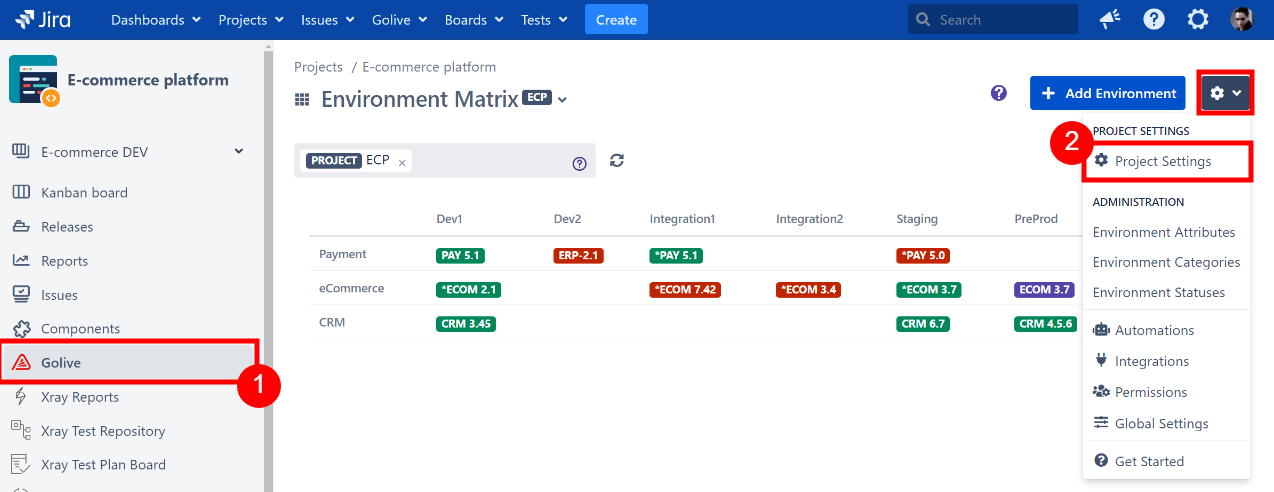 Jira Dashboards Projects Issues Golive Boards Tests Create Search
E-commerce platform
E-commerce DEV
Kanban board
Releases
Reports
Issues
Components
Golive
1
Xray Reports
Xray Test Repository
Xray Test Plan Board
Projects / E-commerce platform
Environment Matrix ECP
Add Environment
PROJECT ECP ×
Dev1 Dev2 Integration1 Integration2 Staging PreProd
Payment PAY 5.1 ERP-2.1 *PAY 5.1 *PAY 5.0
eCommerce *ECOM 2.1 *ECOM 7.42 *ECOM 3.4 *ECOM 3.7 ECOM 3.7
CRM CRM 3.45 CRM 6.7 CRM 4.5.6
PROJECT SETTINGS
2
Project Settings
ADMINISTRATION
Environment Attributes
Environment Categories
Environment Statuses
Automations
Integrations
Permissions
Global Settings
Get Started